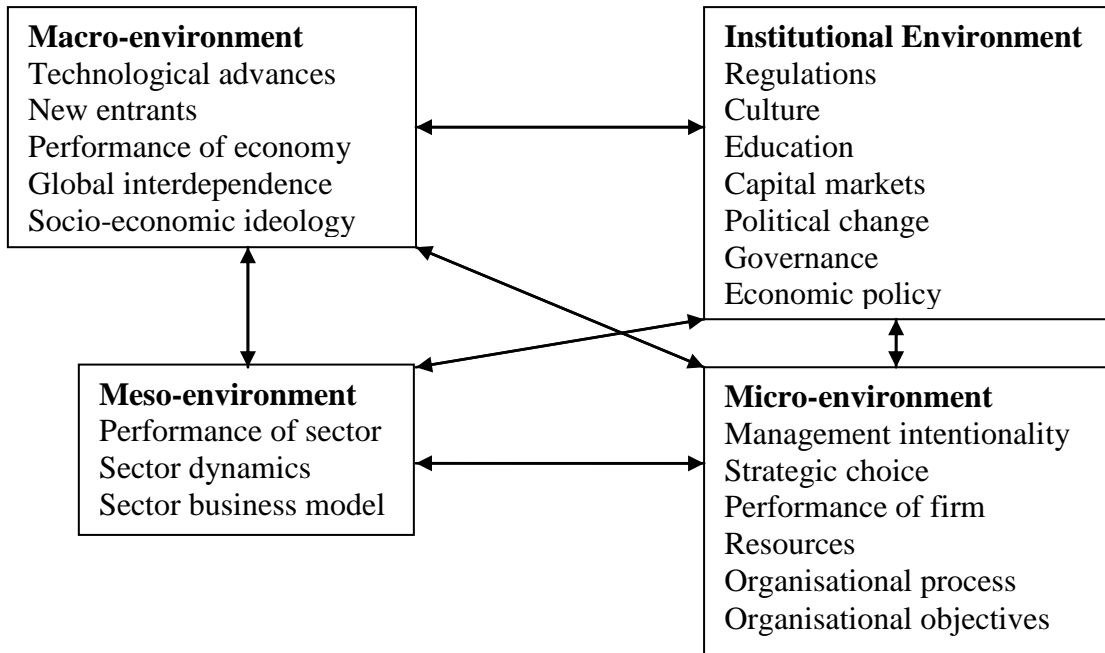 Macro-environment
Technological advances
New entrants
Performance of economy
Global interdependence
Socio-economic ideology
Institutional Environment
Regulations
Culture
Education
Capital markets
Political change
Governance
Economic policy
Meso-environment
Performance of sector
Sector dynamics
Sector business model
Micro-environment
Management intentionality
Strategic choice
Performance of firm
Resources
Organisational process
Organisational objectives